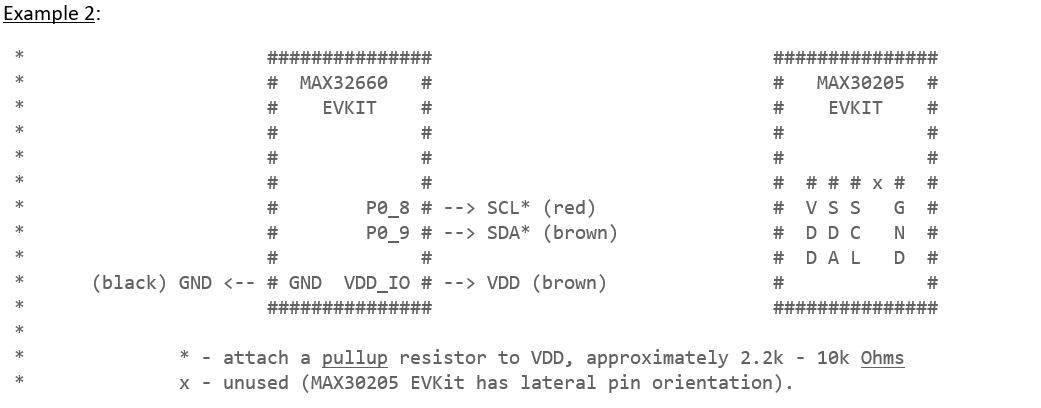 Example 2:
*                      ###############                               ###############
*                      #  MAX32660   #                               #   MAX30205  #
*                      #    EVKIT    #                               #    EVKIT    #
*                      #             #                               #             #
*                      #             #                               #             #
*                      #             #                               #  # # # x #  #
*                      #        P0_8 # --> SCL* (red)                #  V S S   G  #
*                      #        P0_9 # --> SDA* (brown)              #  D D C   N  #
*                      #             #                               #  D A L   D  #
*      (black) GND <-- # GND  VDD_IO # --> VDD (brown)               #             #
*                      ###############                               ###############
*
*              * - attach a pullup resistor to VDD, approximately 2.2k - 10k Ohms
*              x - unused (MAX30205 EVKit has lateral pin orientation).